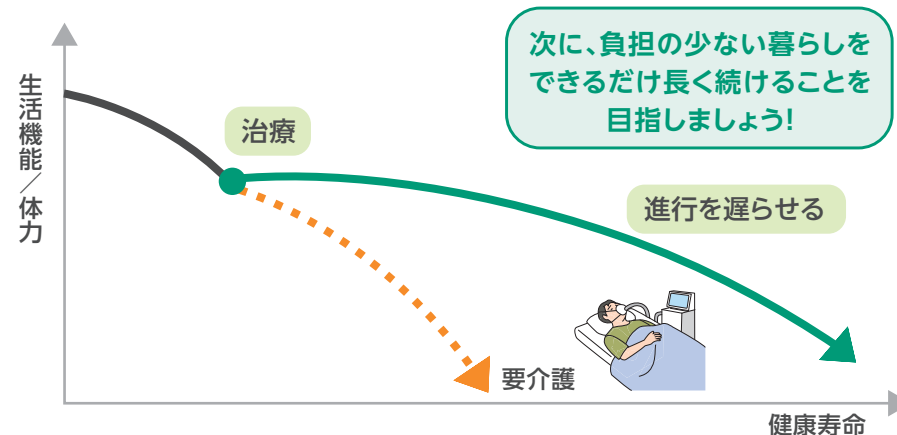 次に、負担の少ない暮らしを
できるだけ長く続けることを
目指しましょう!
生活機能/体力
治療
進行を遅らせる
要介護
健康寿命